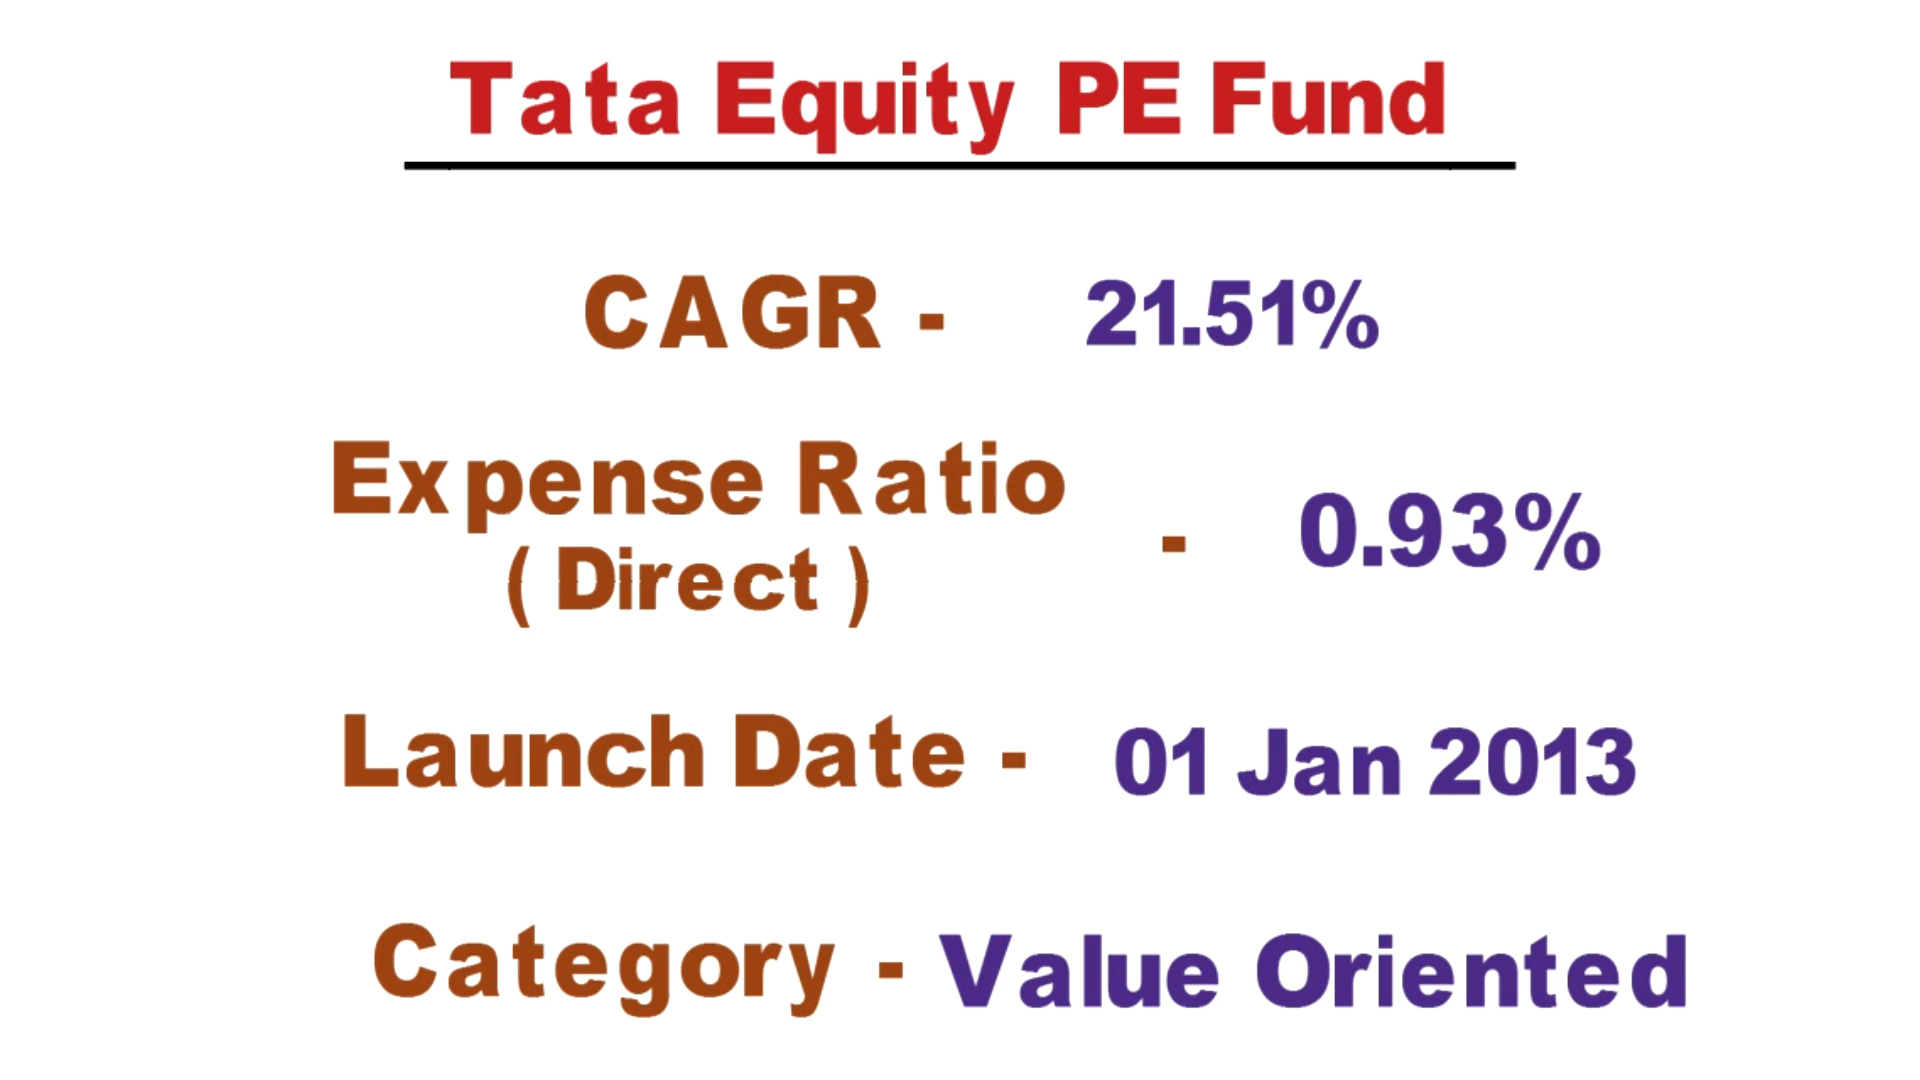 Tata Equity PE Fund
CAGR - 21.51%
Expense Ratio
( Direct ) - 0.93%
Launch Date - 01 Jan 2013
Category - Value Oriented